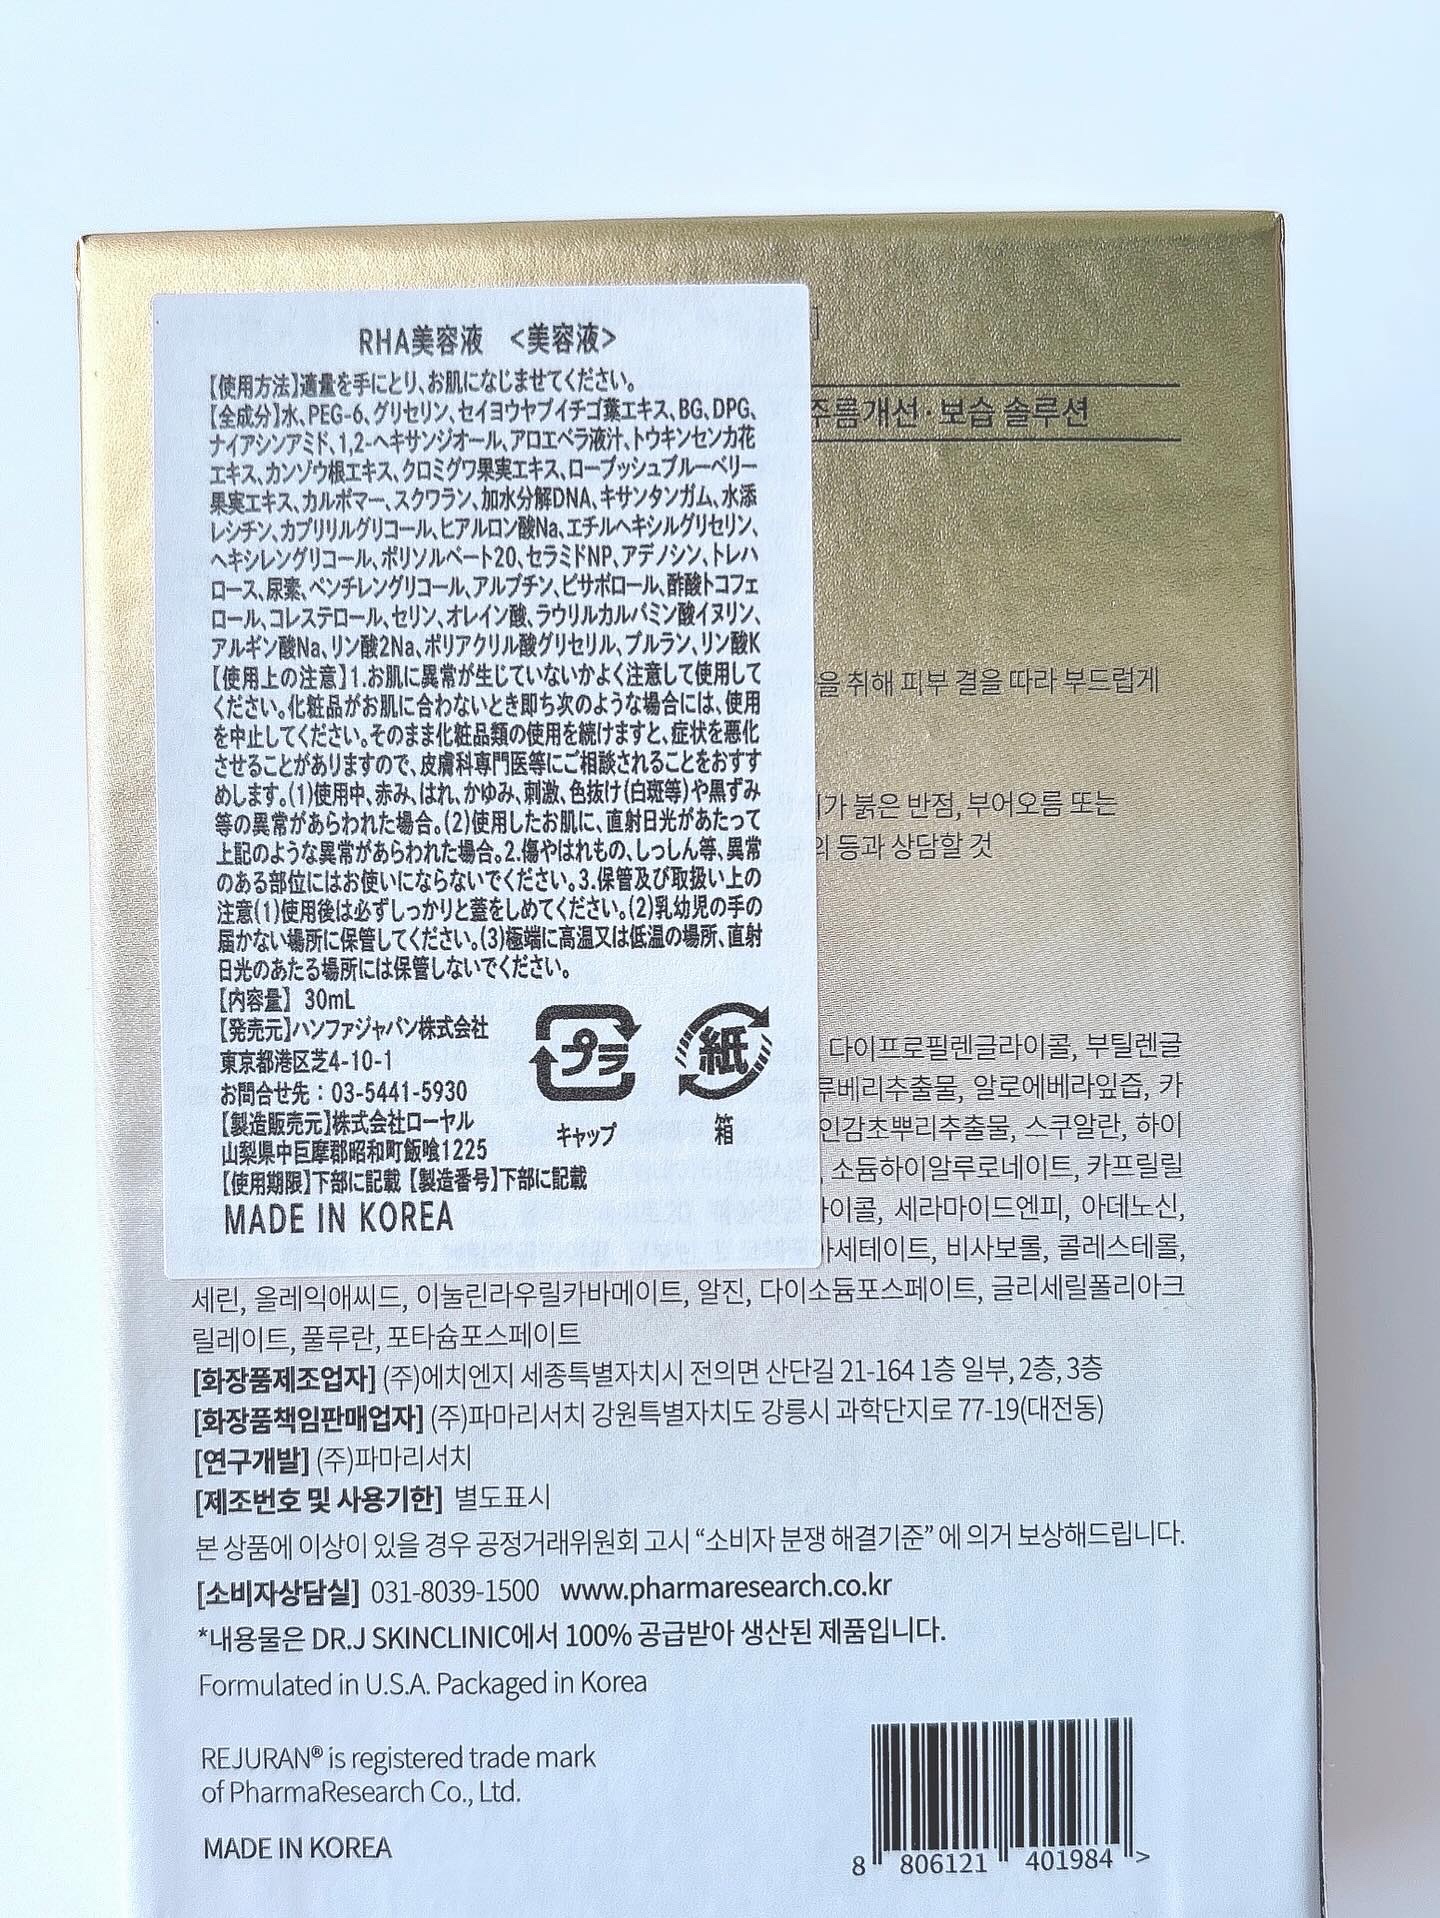 RHA美容液 <美容液>
【使用方法】適量を手にとり、お肌になじませてください。
【全成分】水、PEG-6、グリセリン、セイヨウヤブイチゴ葉エキス、BG、DPG、
ナイアシンアミド、1,2-ヘキサンジオール、アロエベラ液汁、トウキンセンカ花
エキス、カンゾウ根エキス、クロミグワ果実エキス、ローブッシュブルーベリー
果実エキス、カルボマー、スクワラン、加水分解DNA、キサンタンガム、水添
レシチン、カプリリルグリコール、ヒアルロン酸Na、エチルヘキシルグリセリン、
ヘキシレングリコール、ポリソルベート20、セラミドNP、アデノシン、トレハ
ロース、尿素、ペンチレングリコール、アルブチン、ビサボロール、酢酸トコフェ
ロール、コレステロール、セリン、オレイン酸、ラウリルカルバミン酸イヌリン、
アルギン酸Na、リン酸2Na、ポリアクリル酸グリセリル、プルラン、リン酸K
【使用上の注意】1.お肌に異常が生じていないかよく注意して使用して
ください。化粧品がお肌に合わないとき即ち次のような場合には、使用
を中止してください。そのまま化粧品類の使用を続けますと、症状を悪化
させることがありますので、皮膚科専門医等にご相談されることをおすす
めします。(1)使用中、赤み、はれ、かゆみ、刺激、色抜け(白斑等)や黒ずみ
等の異常があらわれた場合。(2)使用したお肌に、直射日光があたって
上記のような異常があらわれた場合。2.傷やはれもの、しっしん等、異常
のある部位にはお使いにならないでください。3.保管及び取扱い上の
注意(1)使用後は必ずしっかりと蓋をしめてください。(2)乳幼児の手の
届かない場所に保管してください。(3)極端に高温又は低温の場所、直射
日光のあたる場所には保管しないでください。
【内容量】 30mL
【発売元】ハンファジャパン株式会社
東京都港区芝4-10-1
お問合せ先：03-5441-5930
【製造販売元】株式会社ローヤル
山梨県中巨摩郡昭和町飯喰1225
【使用期限】下部に記載 【製造番号】下部に記載
MADE IN KOREA
プラ
キャップ
紙
箱
주름개선·보습 솔루션
을 취해 피부 결을 따라 부드럽게
가 붉은 반점, 부어오름 또는
의 등과 상담할 것
다이프로필렌글라이콜, 부틸렌글
루베리추출물, 알로에베라잎즙, 카
인감초뿌리추출물, 스쿠알란, 하이
소듐하이알루로네이트, 카프릴릴
이콜, 세라마이드엔피, 아데노신,
아세테이트, 비사보롤, 콜레스테롤,
세린, 올레익애씨드, 이눌린라우릴카바메이트, 알진, 다이소듐포스페이트, 글리세릴폴리아크
릴레이트, 풀루란, 포타슘포스페이트
[화장품제조업자] (주)에치엔지 세종특별자치시 전의면 산단길 21-164 1층 일부, 2층, 3층
[화장품책임판매업자] (주)파마리서치 강원특별자치도 강릉시 과학단지로 77-19(대전동)
[연구개발] (주)파마리서치
[제조번호 및 사용기한] 별도표시
본 상품에 이상이 있을 경우 공정거래위원회 고시 “소비자 분쟁 해결기준” 에 의거 보상해드립니다.
[소비자상담실] 031-8039-1500 www.pharmaresearch.co.kr
*내용물은 DR.J SKINCLINIC에서 100% 공급받아 생산된 제품입니다.
Formulated in U.S.A. Packaged in Korea
REJURAN® is registered trade mark
of PharmaResearch Co., Ltd.
MADE IN KOREA
8 806121 401984 >